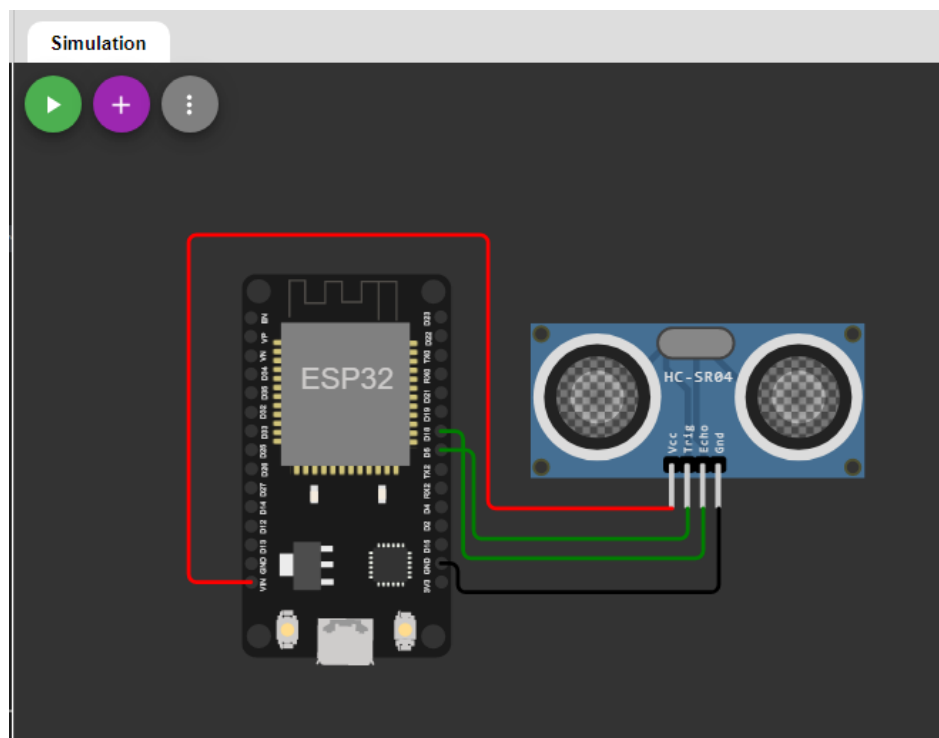 Simulation
ESP32
EN
VP
VN
D34
D35
D32
D33
D25
D26
D27
D14
D12
D13
GND
VIN
D23
D22
TX0
RX0
D21
D19
D18
D5
TX2
RX2
D4
D2
D15
GND
3V3
HC-SR04
Vcc
Trig
Echo
Gnd